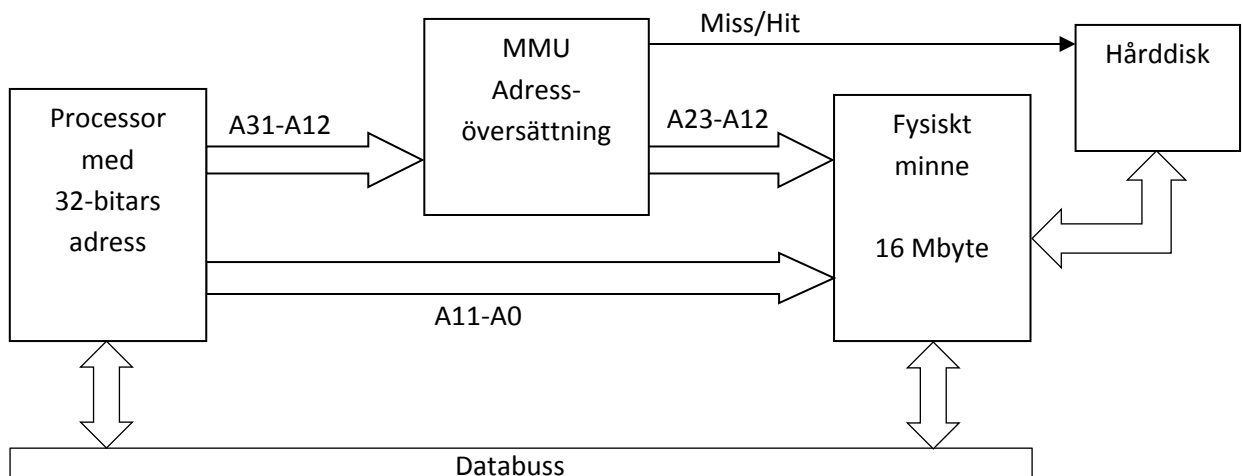 Miss/Hit
MMU
Adress-
översättning
Hårddisk
Processor
med
32-bitars
adress
A31-A12
A23-A12
Fysiskt
minne
16 Mbyte
A11-A0
Databuss